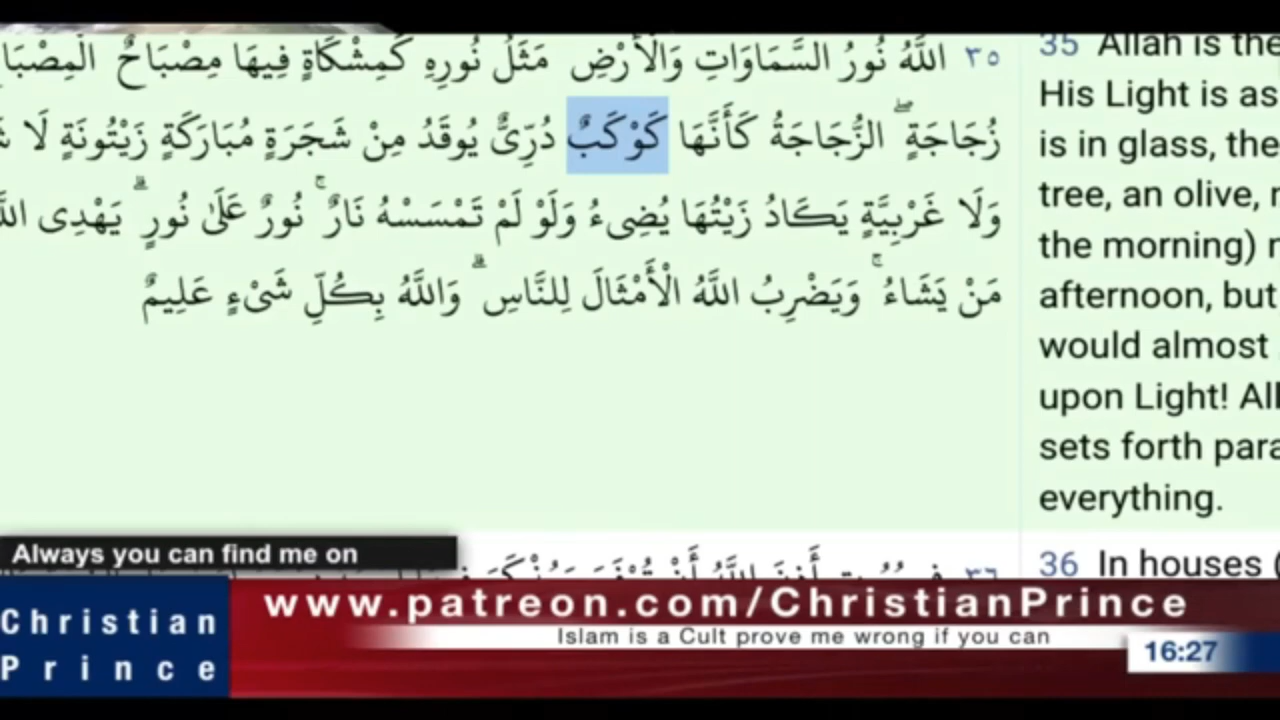 ٣٥ اللَّهُ نُورُ السَّمَاوَاتِ وَالْأَرْضِ مَثَلُ نُورِهِ كَمِشْكَاةٍ فِيهَا مِصْبَاحٌ
زُجَاجَةٍ ۖ الزُّجَاجَةُ كَأَنَّهَا كَوْكَبٌ دُرِّىٌّ يُوقَدُ مِنْ شَجَرَةٍ مُبَارَكَةٍ زَيْتُونَةٍ لَا
وَلَا غَرْبِيَّةٍ يَكَادُ زَيْتُهَا يُضِىءُ وَلَوْ لَمْ تَمْسَسْهُ نَارٌ ۚ نُورٌ عَلَىٰ نُورٍ ۗ يَهْدِى
مَنْ يَشَاءُ ۚ وَيَضْرِبُ اللَّهُ الْأَمْثَالَ لِلنَّاسِ ۗ وَاللَّهُ بِكُلِّ شَىْءٍ عَلِيمٌ
35 Allah is the
His Light is as
is in glass, the
tree, an olive,
the morning)
afternoon, but
would almost
upon Light! All
sets forth para
everything.
36 In houses (
Always you can find me on
www.patreon.com/ChristianPrince
Christian
Prince
Islam is a Cult prove me wrong if you can
16:27